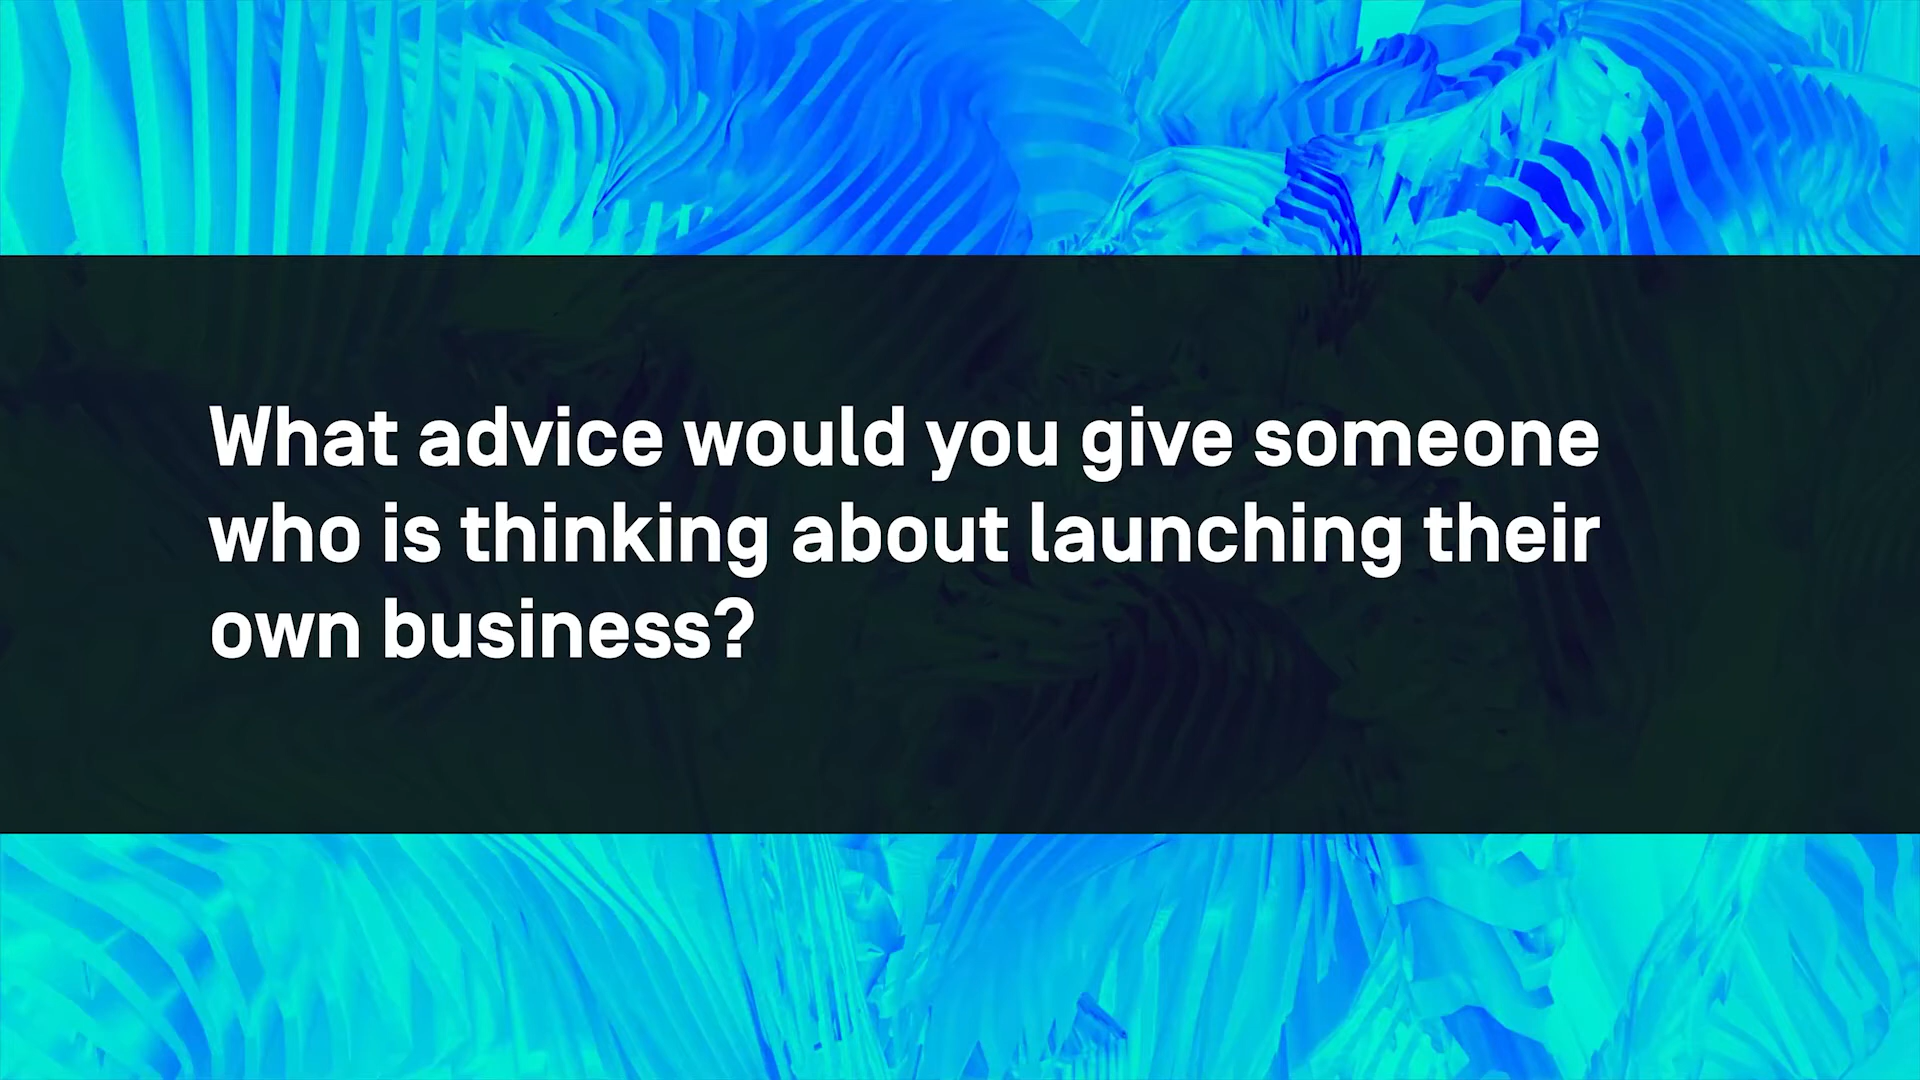 What advice would you give someone
who is thinking about launching their
own business?